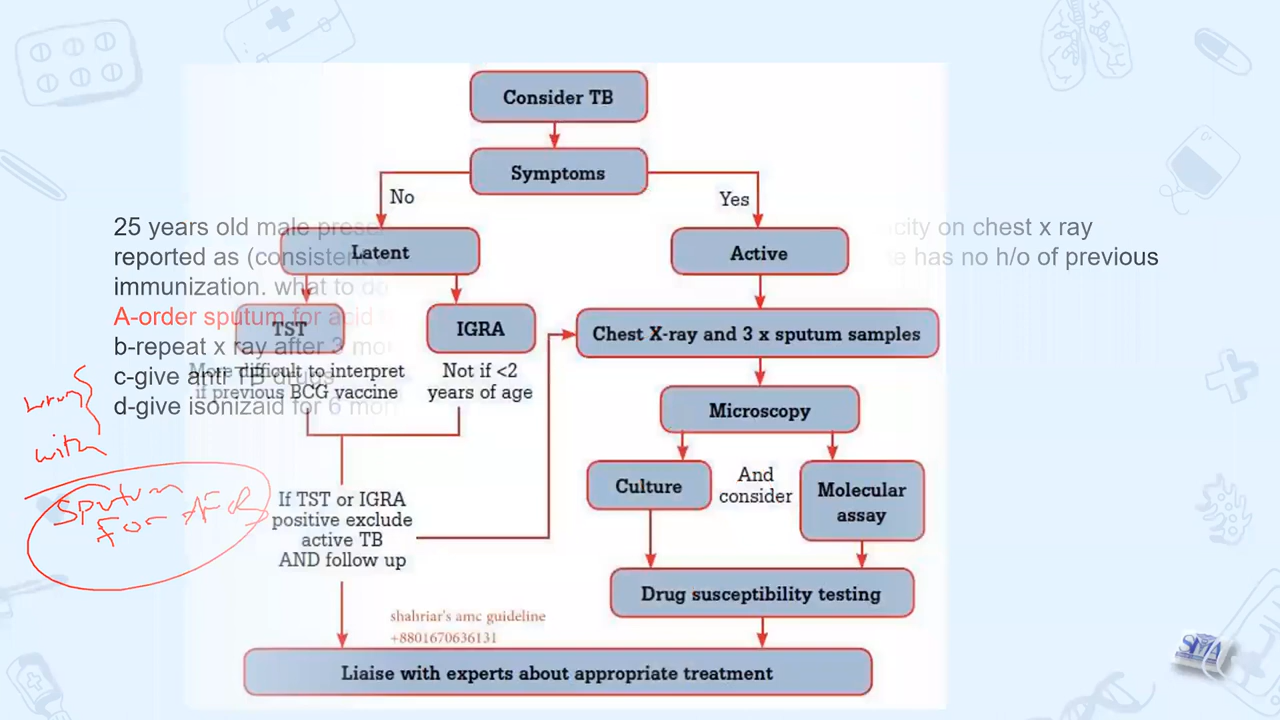 Consider TB
Symptoms
No
Yes
Latent
Active
TST
IGRA
Chest X-ray and 3 x sputum samples
More difficult to interpret
if previous BCG vaccine
Not if <2
years of age
Microscopy
Culture
And
consider
Molecular
assay
If TST or IGRA
positive exclude
active TB
AND follow up
Drug susceptibility testing
shahriar's amc guideline
+8801670636131
Liaise with experts about appropriate treatment
25 years old male on chest x ray
reported as (consistent has no h/o of previous
immunization. what to do
A-order sputum for acid
b-repeat x ray after 3
c-give anti TB drugs
d-give isonizaid for 6
with
Sputum
For AFB
SMA